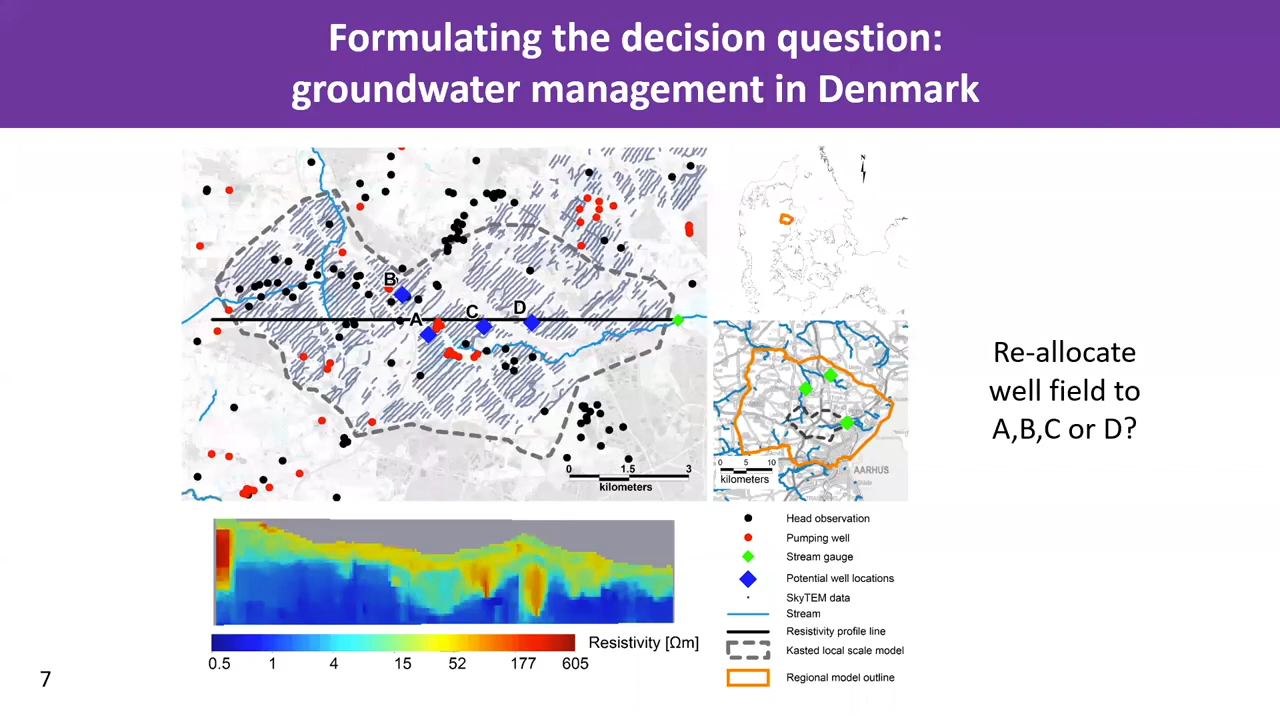 Formulating the decision question:
groundwater management in Denmark
B
A
C
D
0 1.5 3
kilometers
N
0 5 10
kilometers
AARHUS
Re-allocate
well field to
A,B,C or D?
Resistivity [Ωm]
0.5 1 4 15 52 177 605
Head observation
Pumping well
Stream gauge
Potential well locations
SkyTEM data
Stream
Resistivity profile line
Kasted local scale model
Regional model outline
7